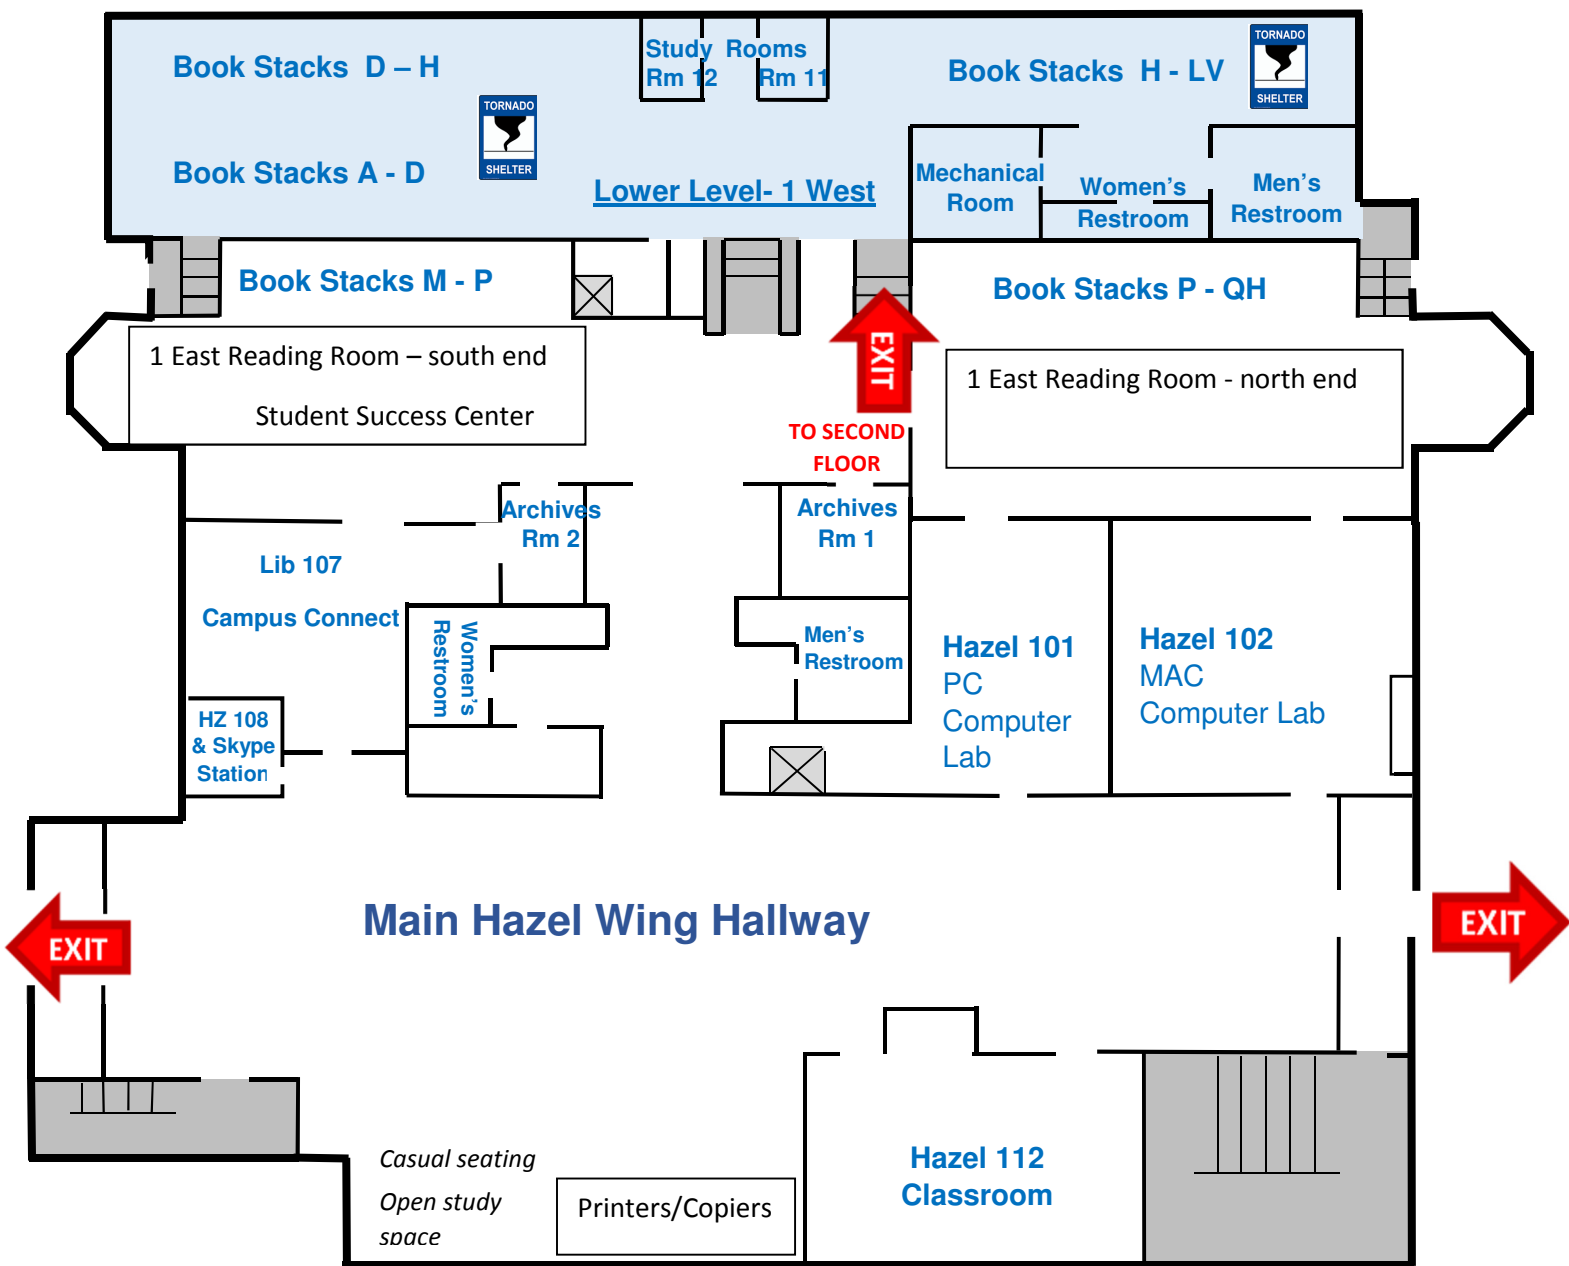 Book Stacks D – H
Study Rooms
Rm 12 Rm 11
Book Stacks H - LV
TORNADO
SHELTER
TORNADO
SHELTER
Book Stacks A - D
Lower Level- 1 West
Mechanical
Room
Women's
Restroom
Men's
Restroom
Book Stacks M - P
Book Stacks P - QH
1 East Reading Room – south end
Student Success Center
EXIT
1 East Reading Room - north end
TO SECOND
FLOOR
Archives
Rm 2
Archives
Rm 1
Lib 107
Campus Connect
Women's
Restroom
Men's
Restroom
Hazel 101
PC
Computer
Lab
Hazel 102
MAC
Computer Lab
HZ 108
& Skype
Station
Main Hazel Wing Hallway
EXIT
EXIT
Casual seating
Open study
space
Printers/Copiers
Hazel 112
Classroom